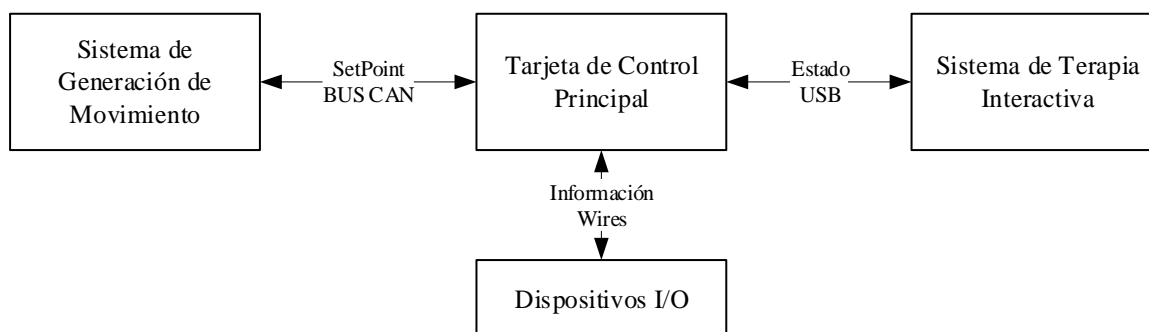 Sistema de
Generación de
Movimiento
SetPoint
BUS CAN
Tarjeta de Control
Principal
Estado
USB
Sistema de Terapia
Interactiva
Información
Wires
Dispositivos I/O